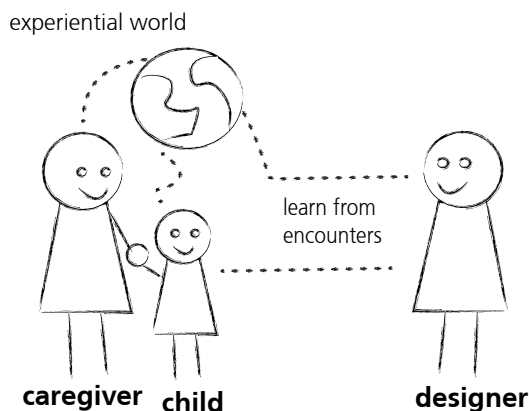 experiential world
learn from
encounters
caregiver
child
designer